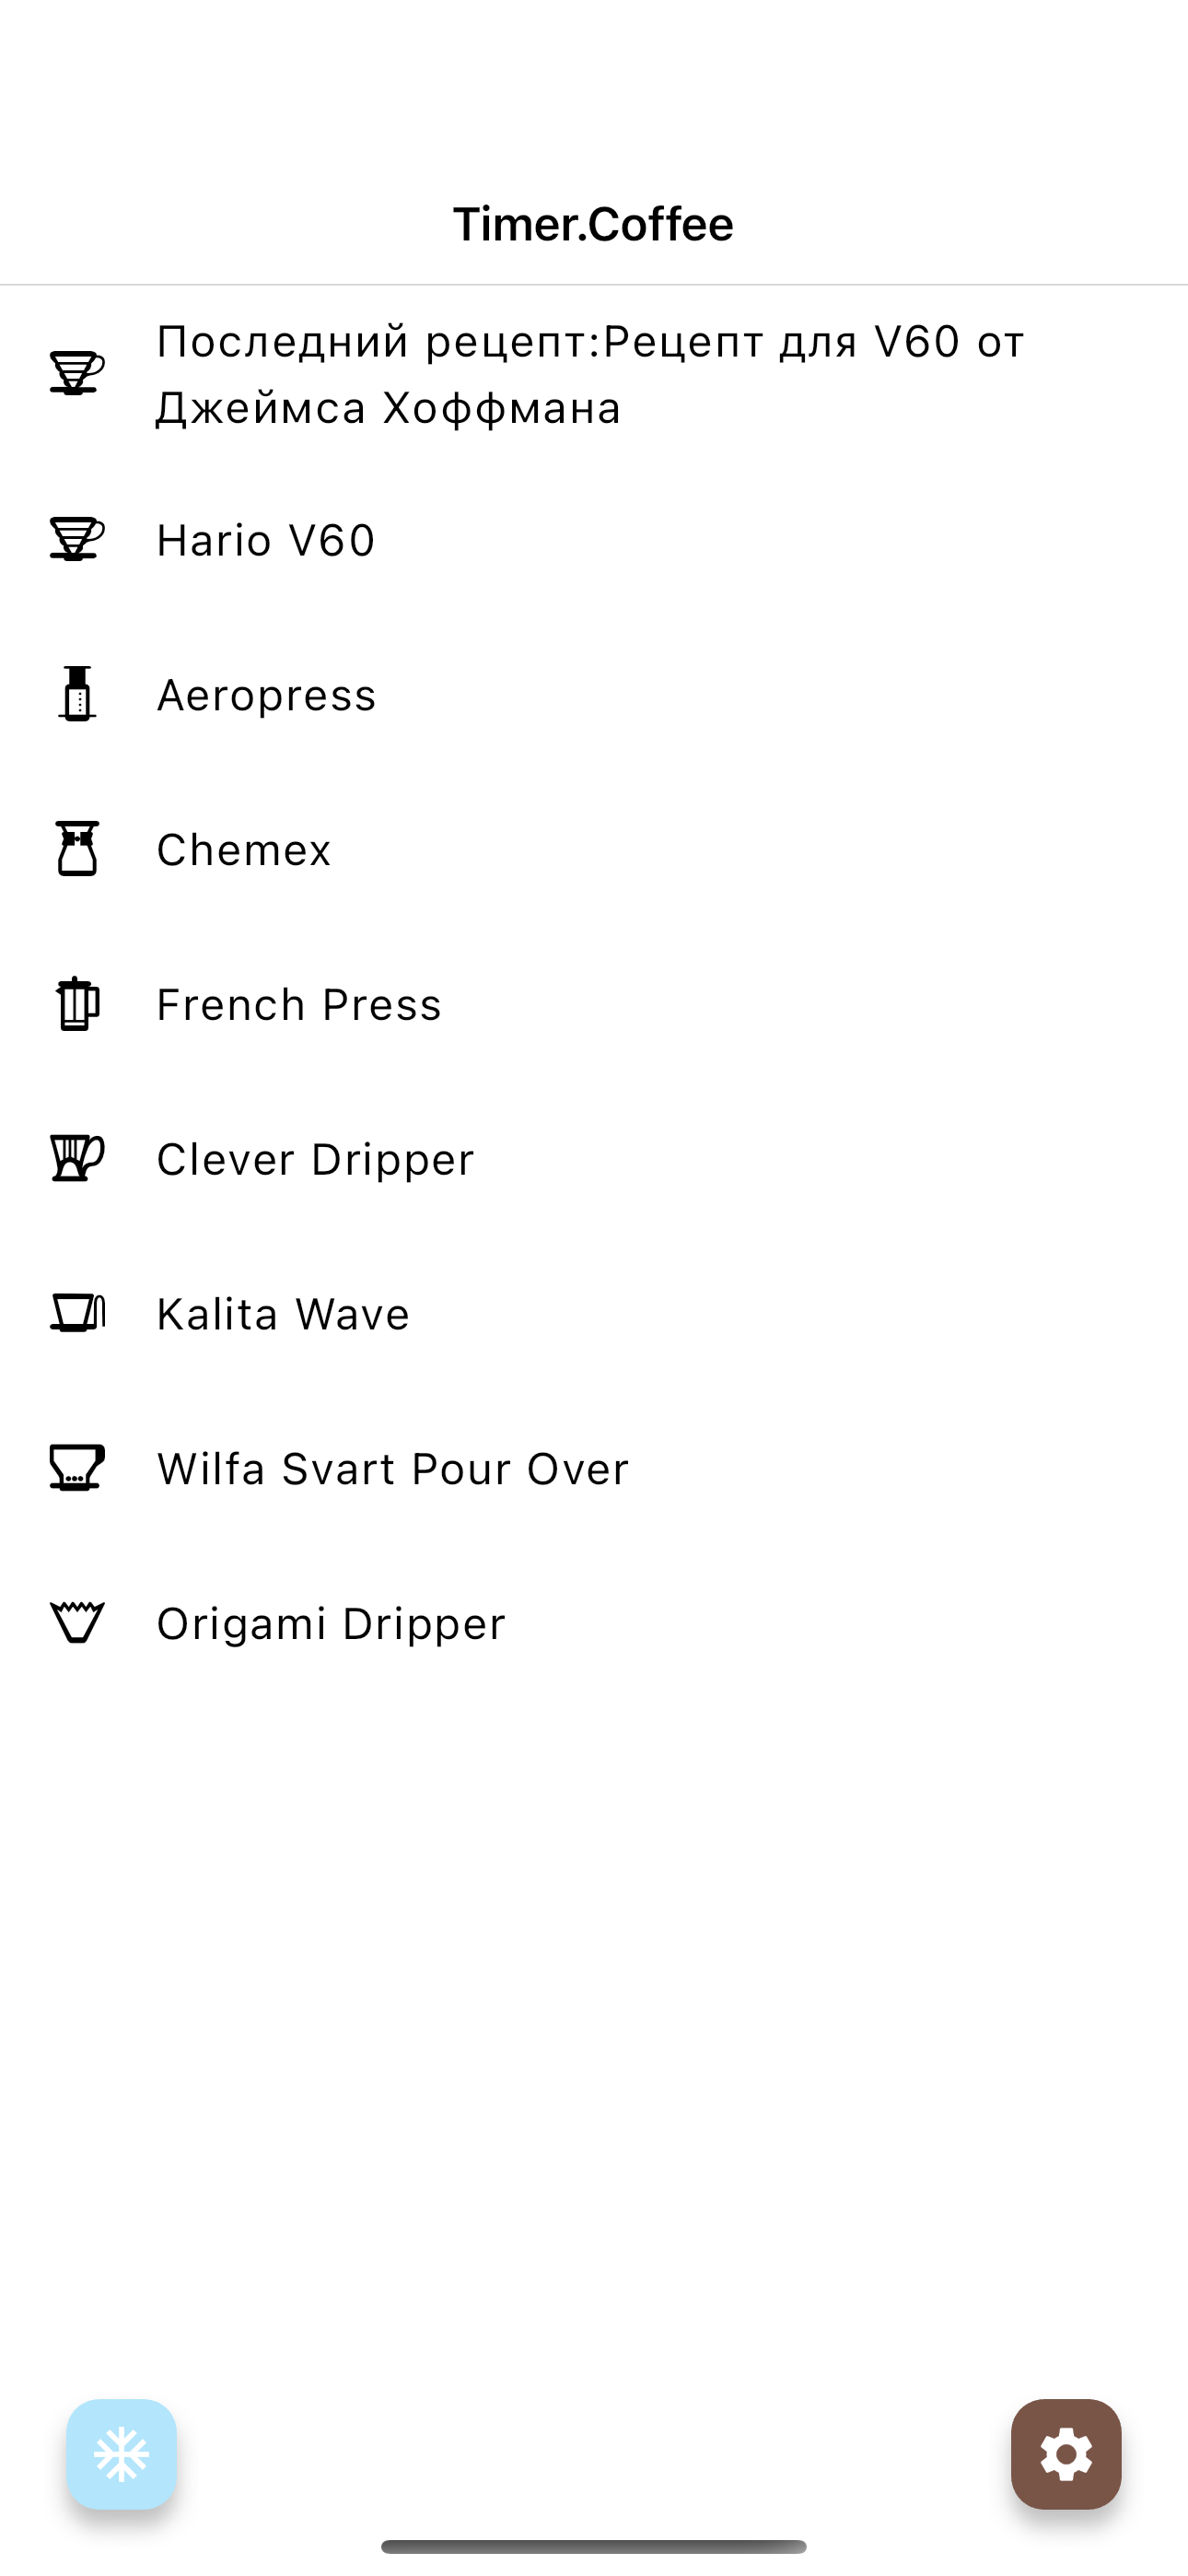 Timer.Coffee
Последний рецепт:Рецепт для V60 от
Джеймса Хоффмана
Hario V60
Aeropress
Chemex
French Press
Clever Dripper
Kalita Wave
Wilfa Svart Pour Over
Origami Dripper